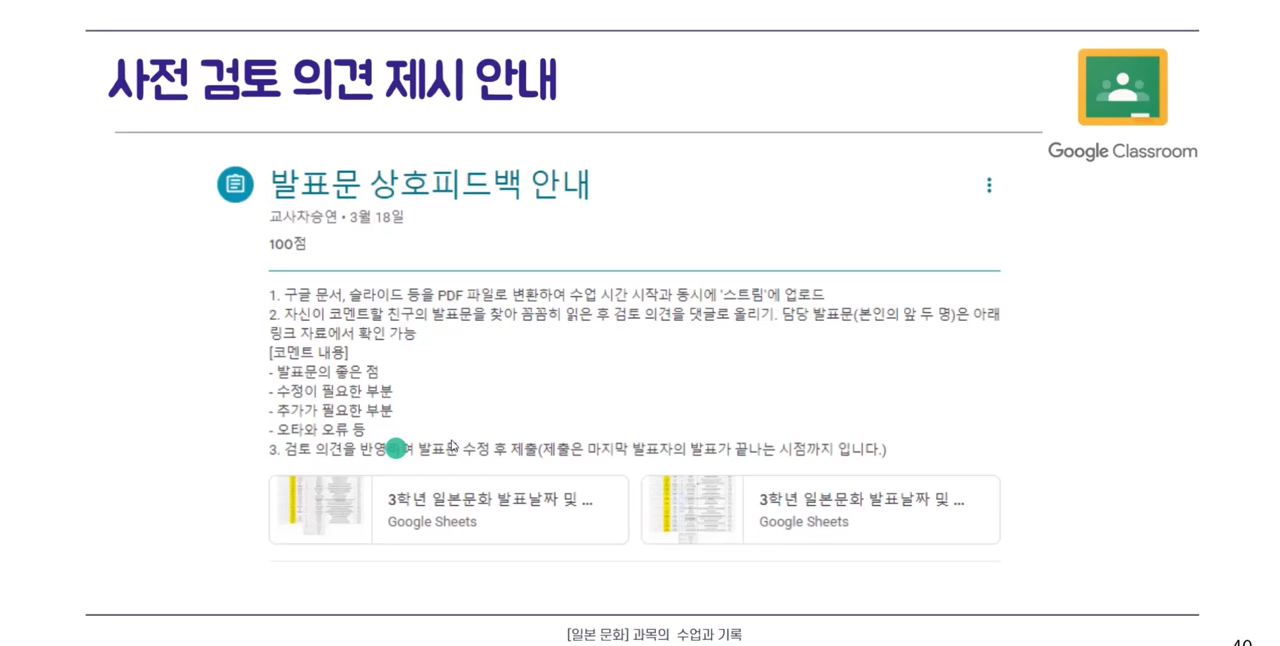 사전 검토 의견 제시 안내
Google Classroom
발표문 상호피드백 안내
교사차승연 • 3월 18일
100점
1. 구글 문서, 슬라이드 등을 PDF 파일로 변환하여 수업 시간 시작과 동시에 '스트림'에 업로드
2. 자신이 코멘트할 친구의 발표문을 찾아 꼼꼼히 읽은 후 검토 의견을 댓글로 올리기. 담당 발표문(본인의 앞 두 명)은 아래
링크 자료에서 확인 가능
[코멘트 내용]
- 발표문의 좋은 점
- 수정이 필요한 부분
- 추가가 필요한 부분
- 오타와 오류 등
3. 검토 의견을 반영하여 발표문 수정 후 제출(제출은 마지막 발표자의 발표가 끝나는 시점까지 입니다.)
3학년 일본문화 발표날짜 및 ...
Google Sheets
3학년 일본문화 발표날짜 및 ...
Google Sheets
[일본 문화] 과목의 수업과 기록